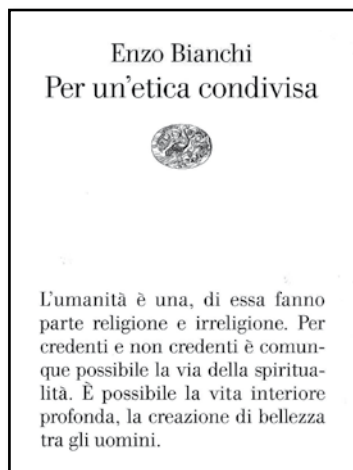 Enzo Bianchi
Per un'etica condivisa
L'umanità è una, di essa fanno
parte religione e irreligione. Per
credenti e non credenti è comun-
que possibile la via della spiritua-
lità. È possibile la vita interiore
profonda, la creazione di bellezza
tra gli uomini.